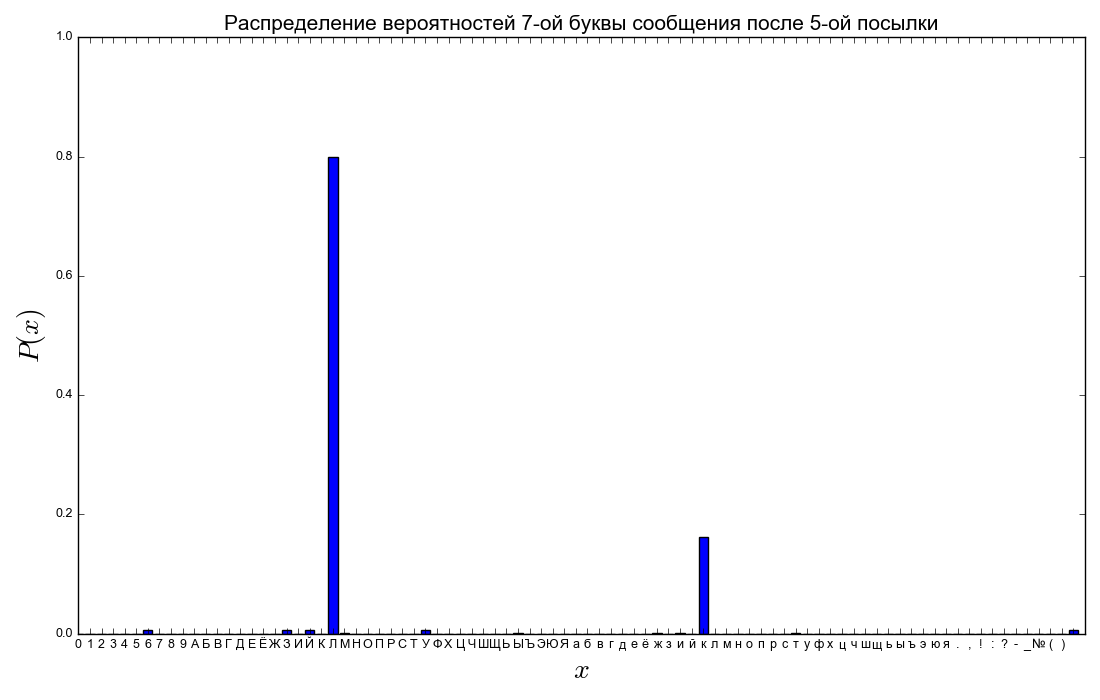 Распределение вероятностей 7-ой буквы сообщения после 5-ой посылки
1.0
0.8
0.6
0.4
0.2
0.0
P(x)
0 1 2 3 4 5 6 7 8 9 А Б В Г Д Е Ё Ж З И Й К Л М Н О П Р С Т У Ф Х Ц Ч Ш Щ Ь Ы Ъ Э Ю Я а б в г д е ё ж з и й к л м н о п р с т у ф х ц ч ш щ ь ы ъ э ю я . , ! : ? - _ № ( )
x